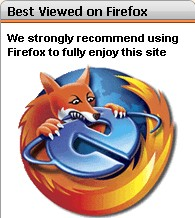 Best Viewed on Firefox
We strongly recommend using
Firefox to fully enjoy this site